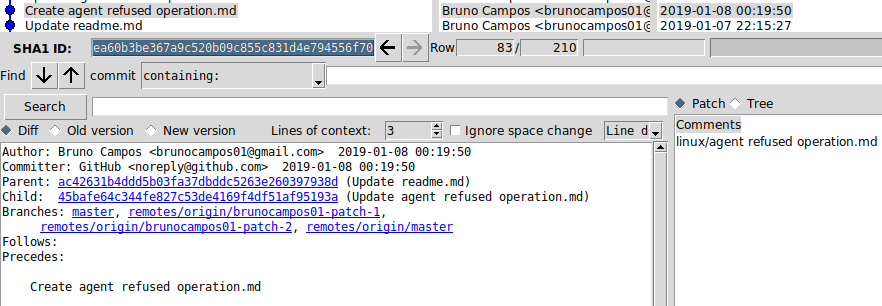 Create agent refused operation.md Bruno Campos <brunocampos01@ 2019-01-08 00:19:50
Update readme.md Bruno Campos <brunocampos01@ 2019-01-07 22:15:27
SHA1 ID: ea60b3be367a9c520b09c855c831d4e794556f70 Row 83 / 210
Find commit containing:
Search
Diff Old version New version Lines of context: 3 Ignore space change Line d
Patch Tree
Author: Bruno Campos <brunocampos01@gmail.com>  2019-01-08 00:19:50
Committer: GitHub <noreply@github.com>  2019-01-08 00:19:50
Parent: ac42631b4ddd5b03fa37dbddc5263e260397938d (Update readme.md)
Child:  45bafe64c344fe827c53de4169f4df51af95193a (Update agent refused operation.md)
Branches: master, remotes/origin/brunocampos01-patch-1,
remotes/origin/brunocampos01-patch-2, remotes/origin/master
Follows:
Precedes:
Create agent refused operation.md
Comments
linux/agent refused operation.md